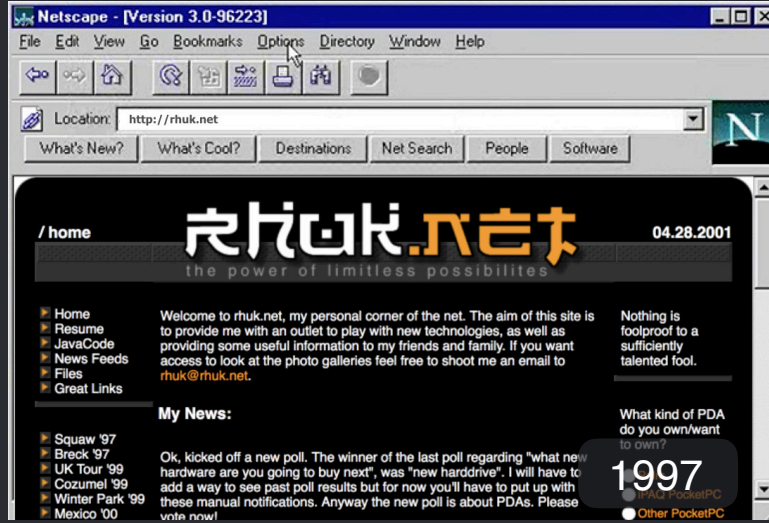 Netscape - [Version 3.0-96223]
File Edit View Go Bookmarks Options Directory Window Help
Location: http://rhuk.net
N
What's New? What's Cool? Destinations Net Search People Software
/ home
rhuk.net
04.28.2001
the power of limitless possibilites
Home
Resume
JavaCode
News Feeds
Files
Great Links
Squaw '97
Breck '97
UK Tour '99
Cozumel '99
Winter Park '99
Mexico '00
Welcome to rhuk.net, my personal corner of the net. The aim of this site is
to provide me with an outlet to play with new technologies, as well as
providing some useful information to my friends and family. If you want
access to look at the photo galleries feel free to shoot me an email to
rhuk@rhuk.net.
My News:
Ok, kicked off a new poll. The winner of the last poll regarding "what new
hardware are you going to buy next", was "new harddrive". I will have to
add a way to see past poll results but for now you'll have to put up with
these manual notifications. Anyway the new poll is about PDAs. Please
vote now!
Nothing is
foolproof to a
sufficiently
talented fool.
What kind of PDA
do you own/want
to own?
iPAQ PocketPC
Other PocketPC
1997